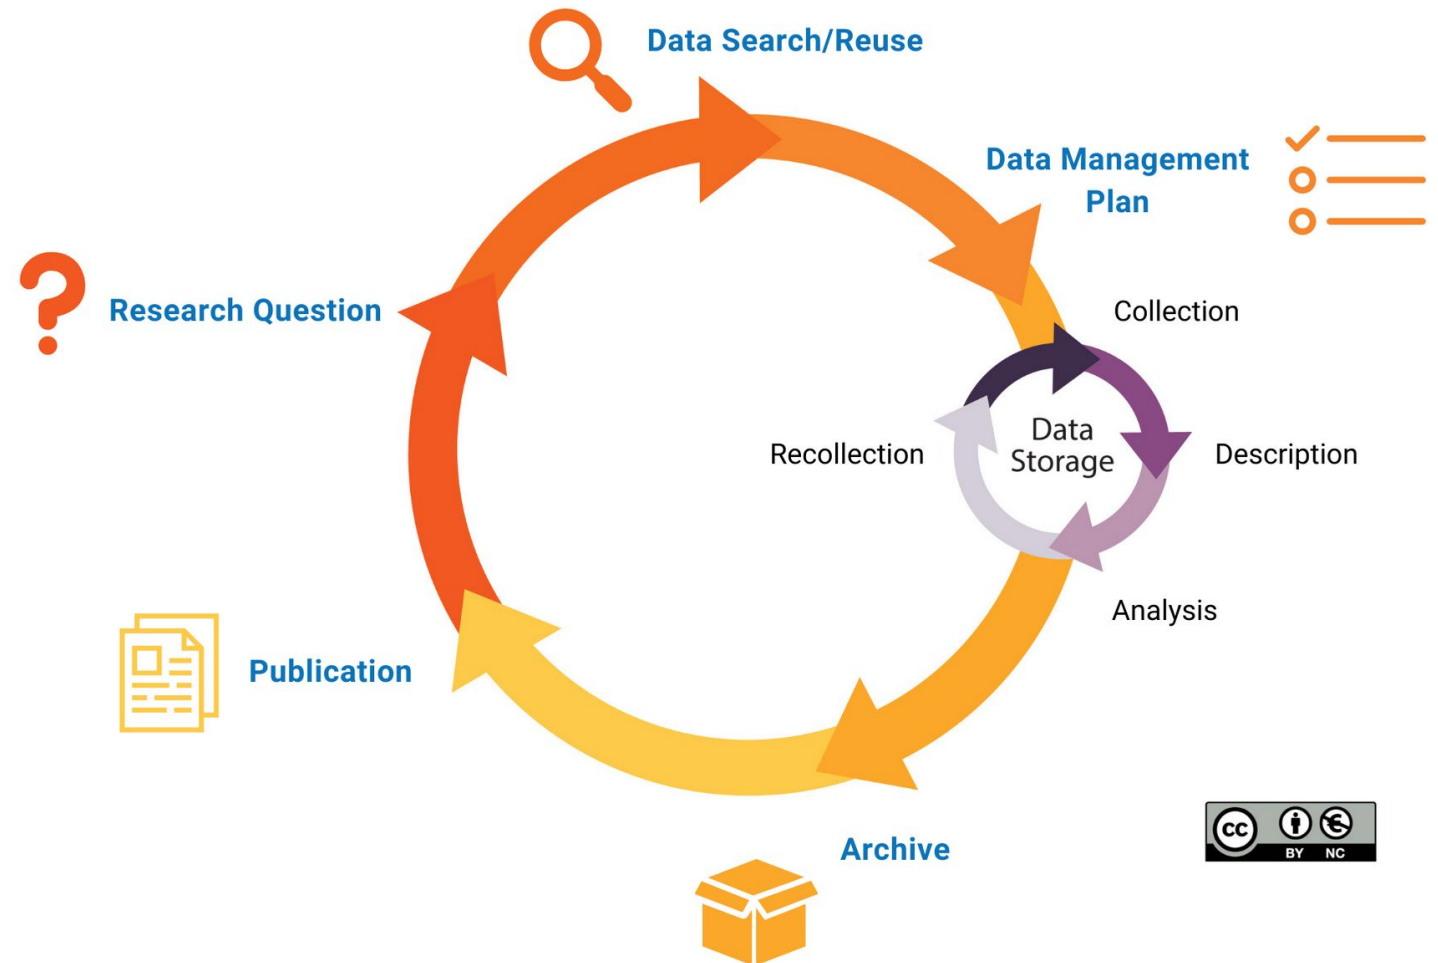 Data Search/Reuse
Data Management
Plan
Collection
Research Question
Data
Storage
Recollection
Description
Analysis
Publication
Archive
cc
BY NC